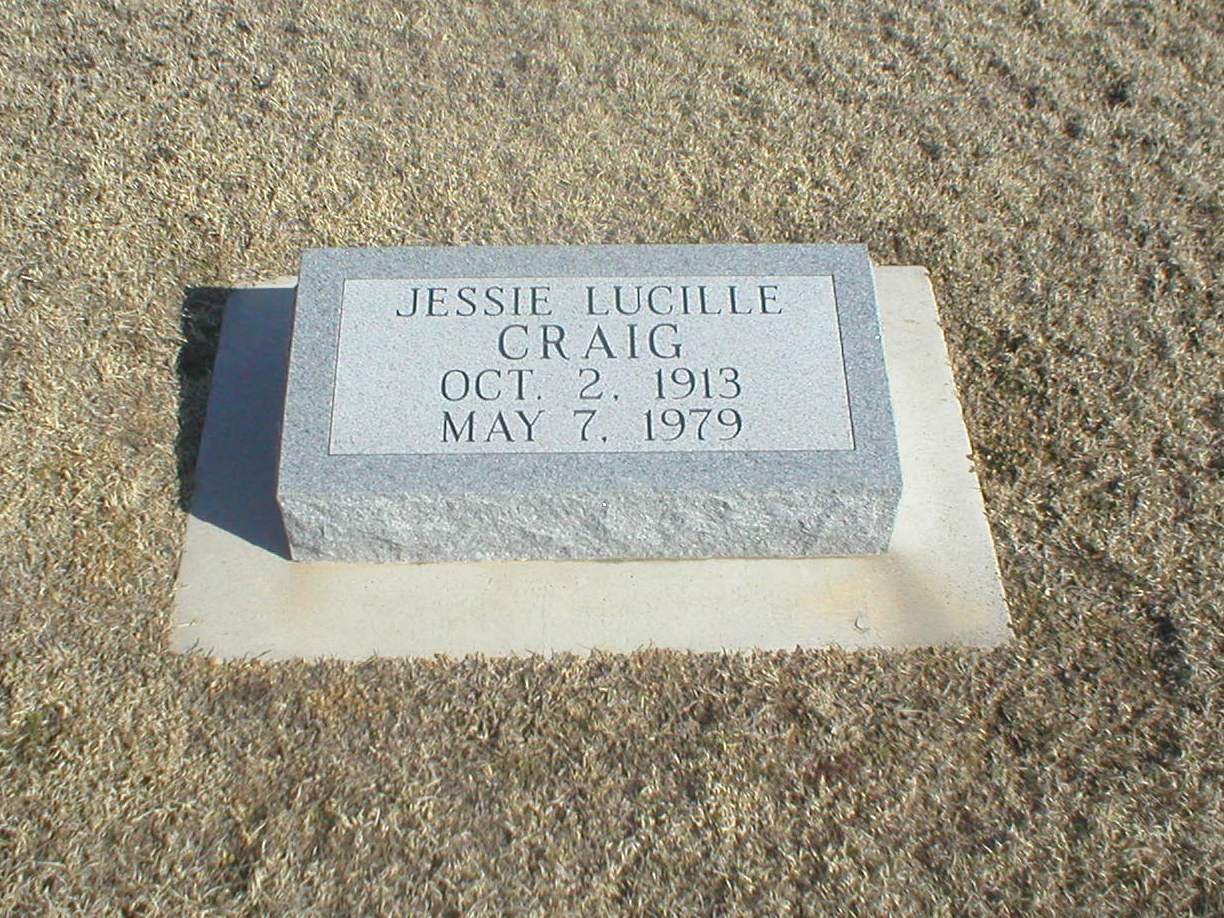 JESSIE LUCILLE
CRAIG
OCT. 2, 1913
MAY 7, 1979